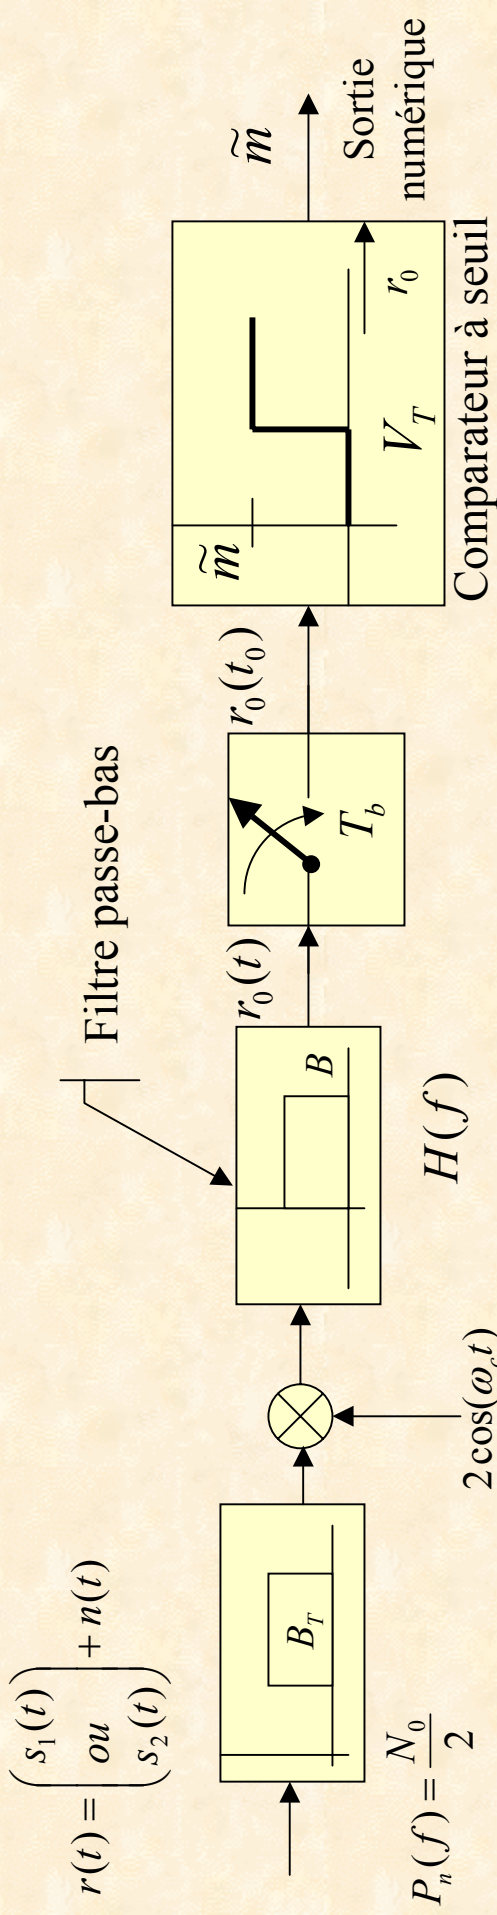 r(t) = ( s₁(t) ou s₂(t) ) + n(t)
Pₙ(f) = N₀/2
B_T
2cos(ω_c t)
Filtre passe-bas
B
H(f)
r₀(t)
T_b
r₀(t₀)
m̃
V_T
r₀
Comparateur à seuil
m̃
Sortie
numérique